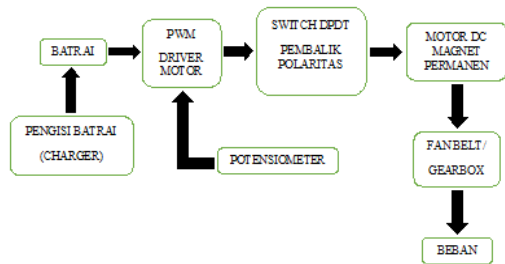 BATRAI
PWM
DRIVER
MOTOR
SWITCH DPDT
PEMBALIK
POLARITAS
MOTOR DC
MAGNET
PERMANEN
PENGISI BATRAI
(CHARGER)
POTENSIOMETER
FANBELT /
GEARBOX
BEBAN